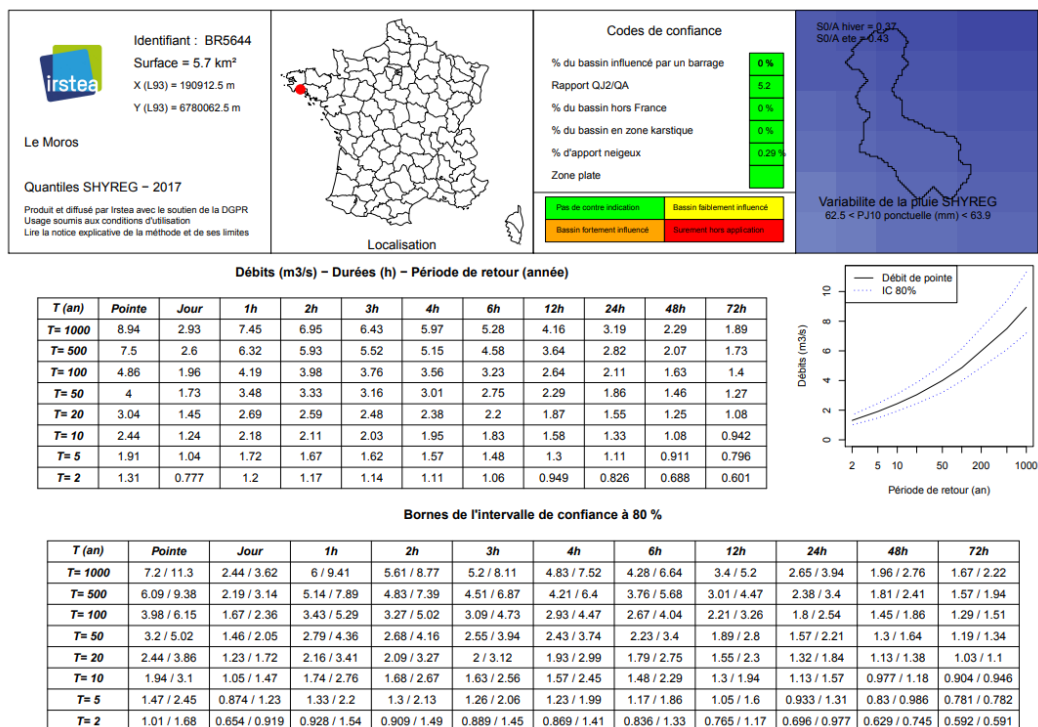 irstea
Identifiant : BR5644
Surface = 5.7 km²
X (L93) = 190912.5 m
Y (L93) = 6780062.5 m
Le Moros
Quantiles SHYREG − 2017
Produit et diffusé par Irstea avec le soutien de la DGPR
Usage soumis aux conditions d'utilisation
Lire la notice explicative de la méthode et de ses limites
Localisation
Codes de confiance
% du bassin influencé par un barrage 0 %
Rapport QJ2/QA 5.2
% du bassin hors France 0 %
% du bassin en zone karstique 0 %
% d'apport neigeux 0.29 %
Zone plate
Pas de contre indication Bassin faiblement influencé
Bassin fortement influencé Surement hors application
S0/A hiver = 0.37
S0/A ete = 0.43
Variabilite de la pluie SHYREG
62.5 < PJ10 ponctuelle (mm) < 63.9
Débits (m3/s) − Durées (h) − Période de retour (année)
T (an) Pointe Jour 1h 2h 3h 4h 6h 12h 24h 48h 72h
T= 1000 8.94 2.93 7.45 6.95 6.43 5.97 5.28 4.16 3.19 2.29 1.89
T= 500 7.5 2.6 6.32 5.93 5.52 5.15 4.58 3.64 2.82 2.07 1.73
T= 100 4.86 1.96 4.19 3.98 3.76 3.56 3.23 2.64 2.11 1.63 1.4
T= 50 4 1.73 3.48 3.33 3.16 3.01 2.75 2.29 1.86 1.46 1.27
T= 20 3.04 1.45 2.69 2.59 2.48 2.38 2.2 1.87 1.55 1.25 1.08
T= 10 2.44 1.24 2.18 2.11 2.03 1.95 1.83 1.58 1.33 1.08 0.942
T= 5 1.91 1.04 1.72 1.67 1.62 1.57 1.48 1.3 1.11 0.911 0.796
T= 2 1.31 0.777 1.2 1.17 1.14 1.11 1.06 0.949 0.826 0.688 0.601
Débit de pointe
IC 80%
Débits (m3/s)
10
8
6
4
2
0
2 5 10 50 200 1000
Période de retour (an)
Bornes de l'intervalle de confiance à 80 %
T (an) Pointe Jour 1h 2h 3h 4h 6h 12h 24h 48h 72h
T= 1000 7.2 / 11.3 2.44 / 3.62 6 / 9.41 5.61 / 8.77 5.2 / 8.11 4.83 / 7.52 4.28 / 6.64 3.4 / 5.2 2.65 / 3.94 1.96 / 2.76 1.67 / 2.22
T= 500 6.09 / 9.38 2.19 / 3.14 5.14 / 7.89 4.83 / 7.39 4.51 / 6.87 4.21 / 6.4 3.76 / 5.68 3.01 / 4.47 2.38 / 3.4 1.81 / 2.41 1.57 / 1.94
T= 100 3.98 / 6.15 1.67 / 2.36 3.43 / 5.29 3.27 / 5.02 3.09 / 4.73 2.93 / 4.47 2.67 / 4.04 2.21 / 3.26 1.8 / 2.54 1.45 / 1.86 1.29 / 1.51
T= 50 3.2 / 5.02 1.46 / 2.05 2.79 / 4.36 2.68 / 4.16 2.55 / 3.94 2.43 / 3.74 2.23 / 3.4 1.89 / 2.8 1.57 / 2.21 1.3 / 1.64 1.19 / 1.34
T= 20 2.44 / 3.86 1.23 / 1.72 2.16 / 3.41 2.09 / 3.27 2 / 3.12 1.93 / 2.99 1.79 / 2.75 1.55 / 2.3 1.32 / 1.84 1.13 / 1.38 1.03 / 1.1
T= 10 1.94 / 3.1 1.05 / 1.47 1.74 / 2.76 1.68 / 2.67 1.63 / 2.56 1.57 / 2.45 1.48 / 2.29 1.3 / 1.94 1.13 / 1.57 0.977 / 1.18 0.904 / 0.946
T= 5 1.47 / 2.45 0.874 / 1.23 1.33 / 2.2 1.3 / 2.13 1.26 / 2.06 1.23 / 1.99 1.17 / 1.86 1.05 / 1.6 0.933 / 1.31 0.83 / 0.986 0.781 / 0.782
T= 2 1.01 / 1.68 0.654 / 0.919 0.928 / 1.54 0.909 / 1.49 0.889 / 1.45 0.869 / 1.41 0.836 / 1.33 0.765 / 1.17 0.696 / 0.977 0.629 / 0.745 0.592 / 0.591